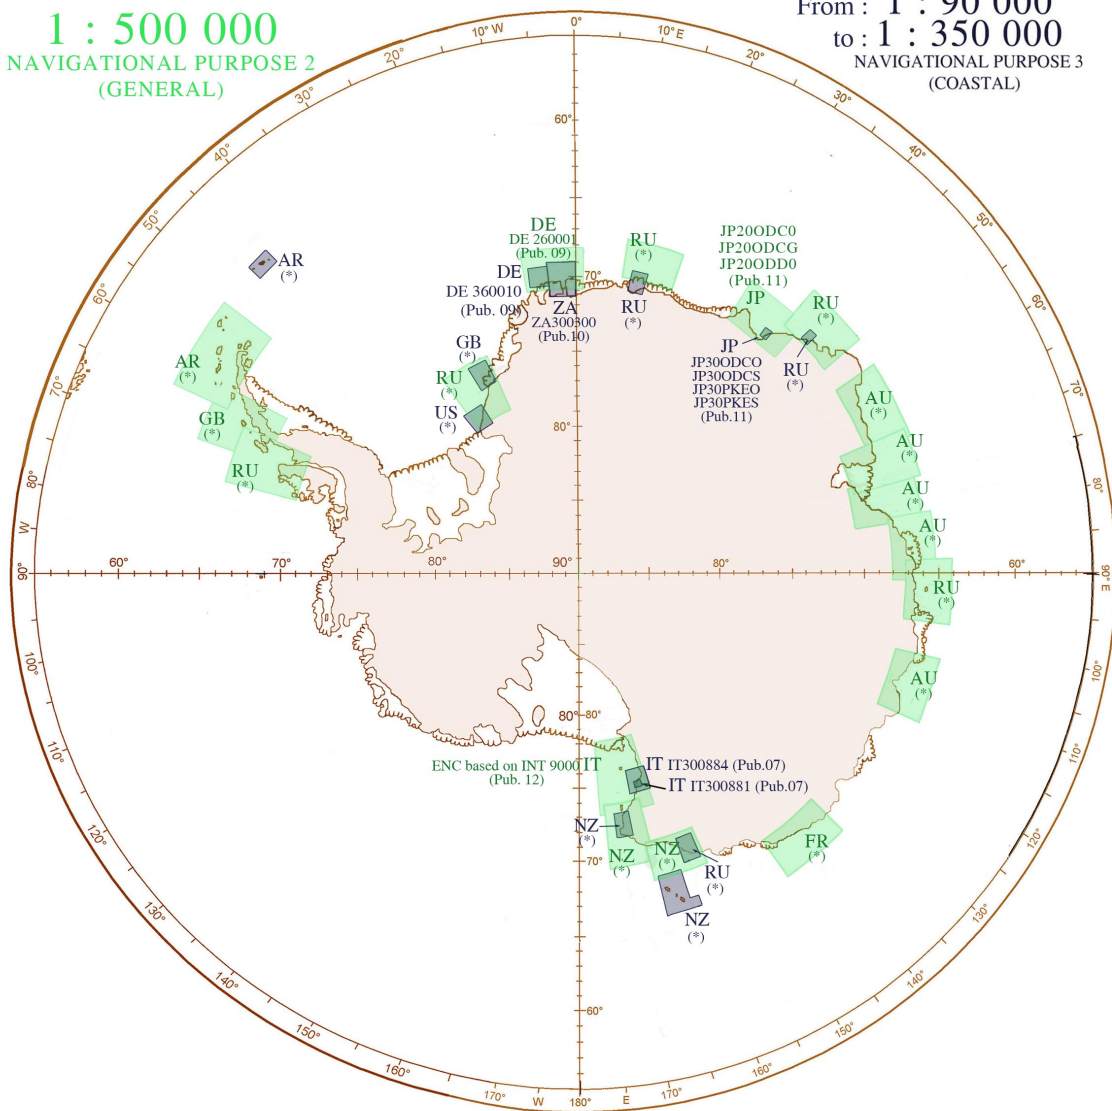 1 : 500 000
NAVIGATIONAL PURPOSE 2
(GENERAL)
From : 1 : 90 000
to : 1 : 350 000
NAVIGATIONAL PURPOSE 3
(COASTAL)
10° W
0°
10° E
20°
20°
30°
30°
40°
40°
50°
50°
60°
60°
70°
70°
80°
80°
W
90°
90° E
100°
100°
110°
110°
120°
120°
130°
130°
140°
140°
150°
150°
160°
160°
170°
W
180°
E
170°
60°
70°
80°
60°
70°
80°
90°
80°
60°
80°
80°
70°
60°
AR
(*)
DE
DE 260001
(Pub. 09)
DE
DE 360010
(Pub. 09)
ZA
ZA300300
(Pub.10)
RU
(*)
RU
(*)
JP20ODC0
JP20ODCG
JP20ODD0
(Pub.11)
JP
RU
(*)
JP
JP30ODCO
JP30ODCS
JP30PKEO
JP30PKES
(Pub.11)
RU
(*)
GB
(*)
RU
(*)
US
(*)
AR
(*)
GB
(*)
RU
(*)
AU
(*)
AU
(*)
AU
(*)
AU
(*)
RU
(*)
AU
(*)
ENC based on INT 9000 IT
(Pub. 12)
IT IT300884 (Pub.07)
IT IT300881 (Pub.07)
NZ
(*)
NZ
(*)
NZ
(*)
RU
(*)
NZ
(*)
FR
(*)